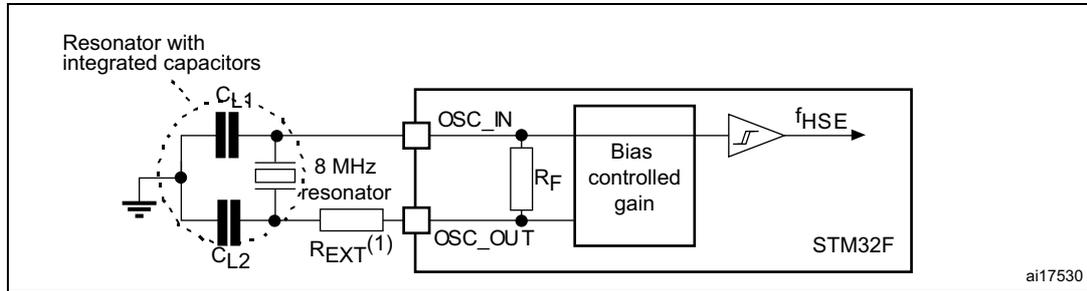 Resonator with
integrated capacitors
CL1
OSC_IN
fHSE
8 MHz
resonator
RF
Bias
controlled
gain
CL2
REXT(1)
OSC_OUT
STM32F
ai17530